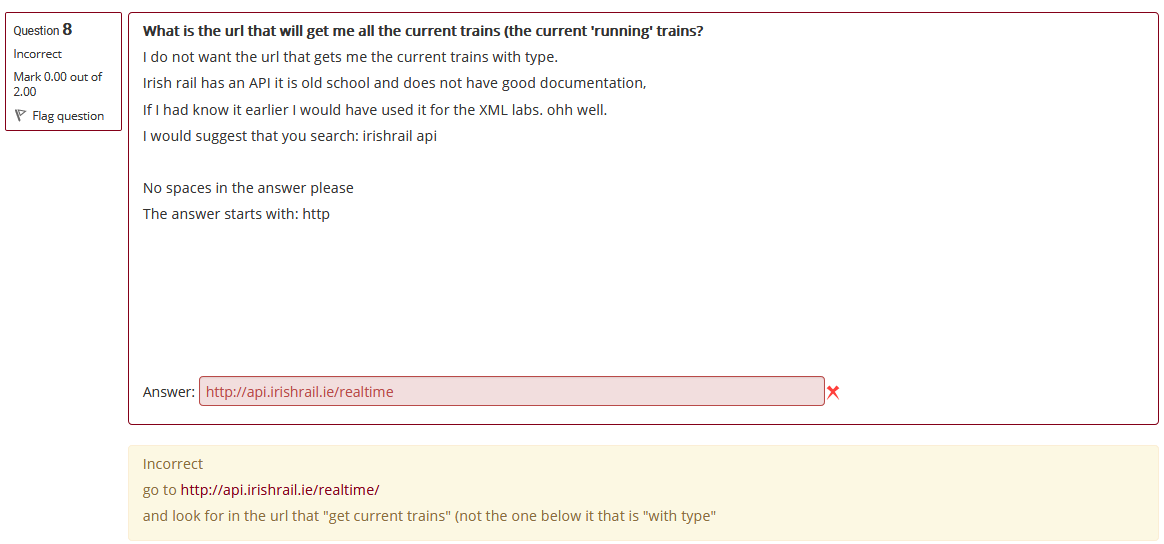 Question 8
Incorrect
Mark 0.00 out of
2.00
Flag question
What is the url that will get me all the current trains (the current 'running' trains?
I do not want the url that gets me the current trains with type.
Irish rail has an API it is old school and does not have good documentation,
If I had know it earlier I would have used it for the XML labs. ohh well.
I would suggest that you search: irishrail api
No spaces in the answer please
The answer starts with: http
Answer: http://api.irishrail.ie/realtime
Incorrect
go to http://api.irishrail.ie/realtime/
and look for in the url that "get current trains" (not the one below it that is "with type"